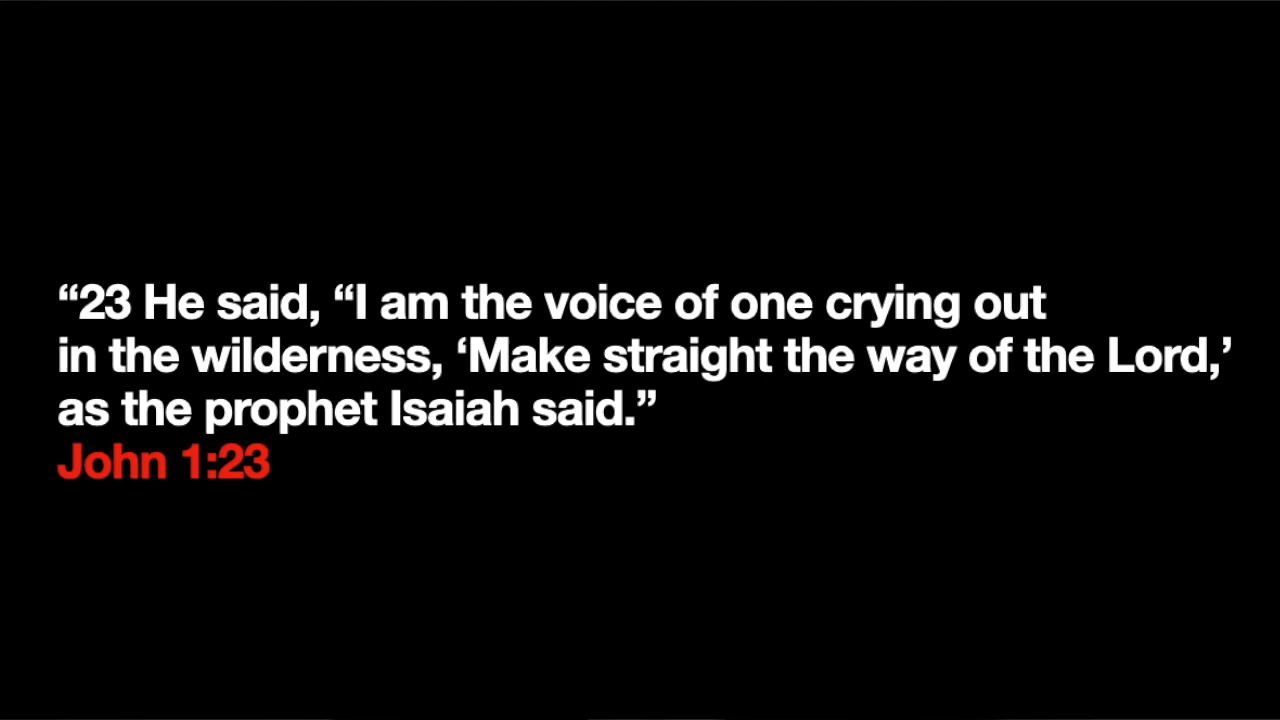 “23 He said, “I am the voice of one crying out
in the wilderness, ‘Make straight the way of the Lord,’
as the prophet Isaiah said.”
John 1:23